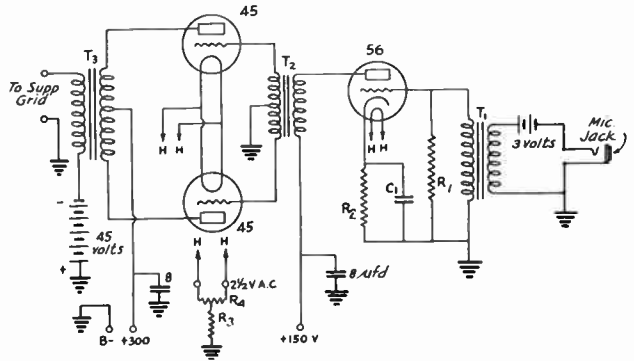 45
T3
T2
56
To Supp
Grid
T1
Mic.
Jack
3 volts
H H
H H
R1
C1
R2
-
45
volts
+
45
H H
8
2½ V A.C
R4
R3
8 µfd
B- +300
+150 V